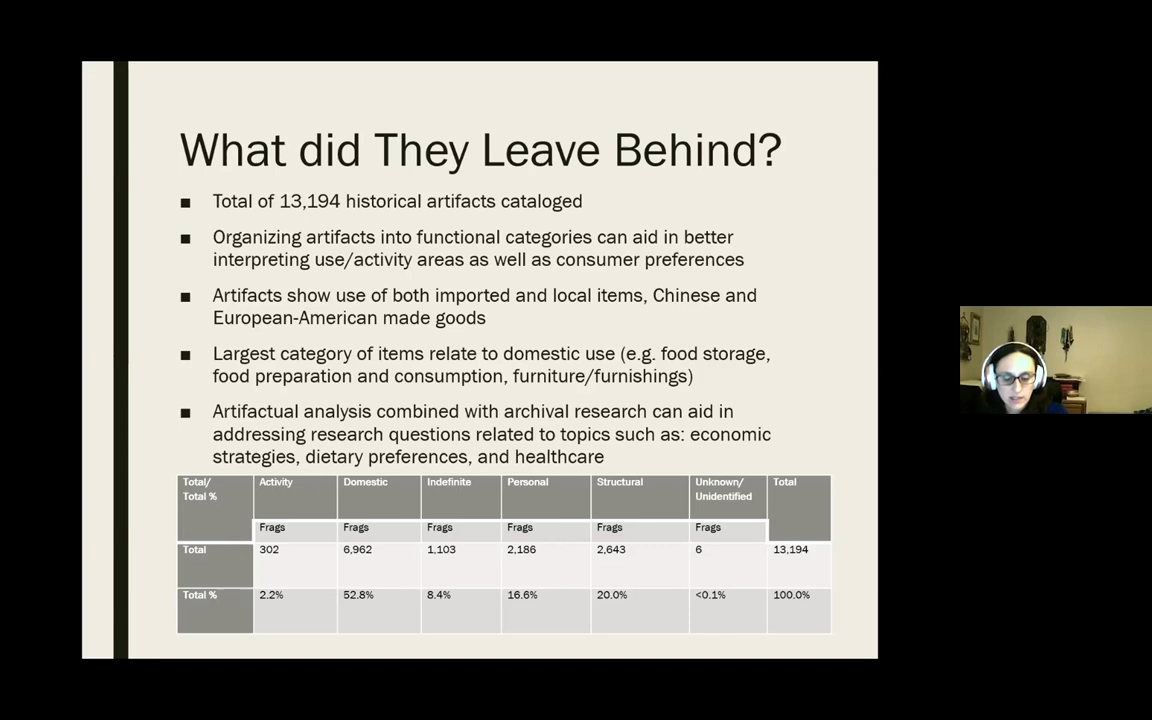 What did They Leave Behind?
■ Total of 13,194 historical artifacts cataloged
■ Organizing artifacts into functional categories can aid in better
interpreting use/activity areas as well as consumer preferences
■ Artifacts show use of both imported and local items, Chinese and
European-American made goods
■ Largest category of items relate to domestic use (e.g. food storage,
food preparation and consumption, furniture/furnishings)
■ Artifactual analysis combined with archival research can aid in
addressing research questions related to topics such as: economic
strategies, dietary preferences, and healthcare
Total/ Activity Domestic Indefinite Personal Structural Unknown/ Total
Total % Unidentified
Frags Frags Frags Frags Frags Frags
Total 302 6,962 1,103 2,186 2,643 6 13,194
Total % 2.2% 52.8% 8.4% 16.6% 20.0% <0.1% 100.0%